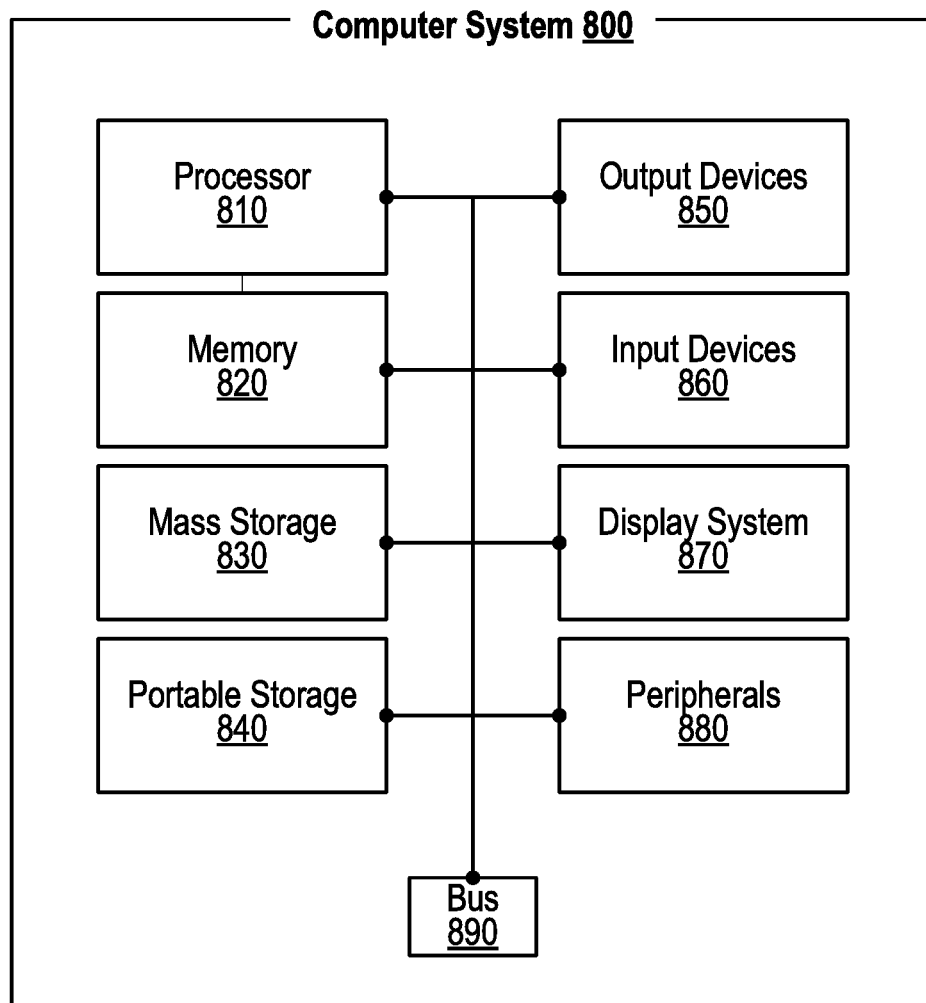 Computer System 800
Processor
810
Output Devices
850
Memory
820
Input Devices
860
Mass Storage
830
Display System
870
Portable Storage
840
Peripherals
880
Bus
890